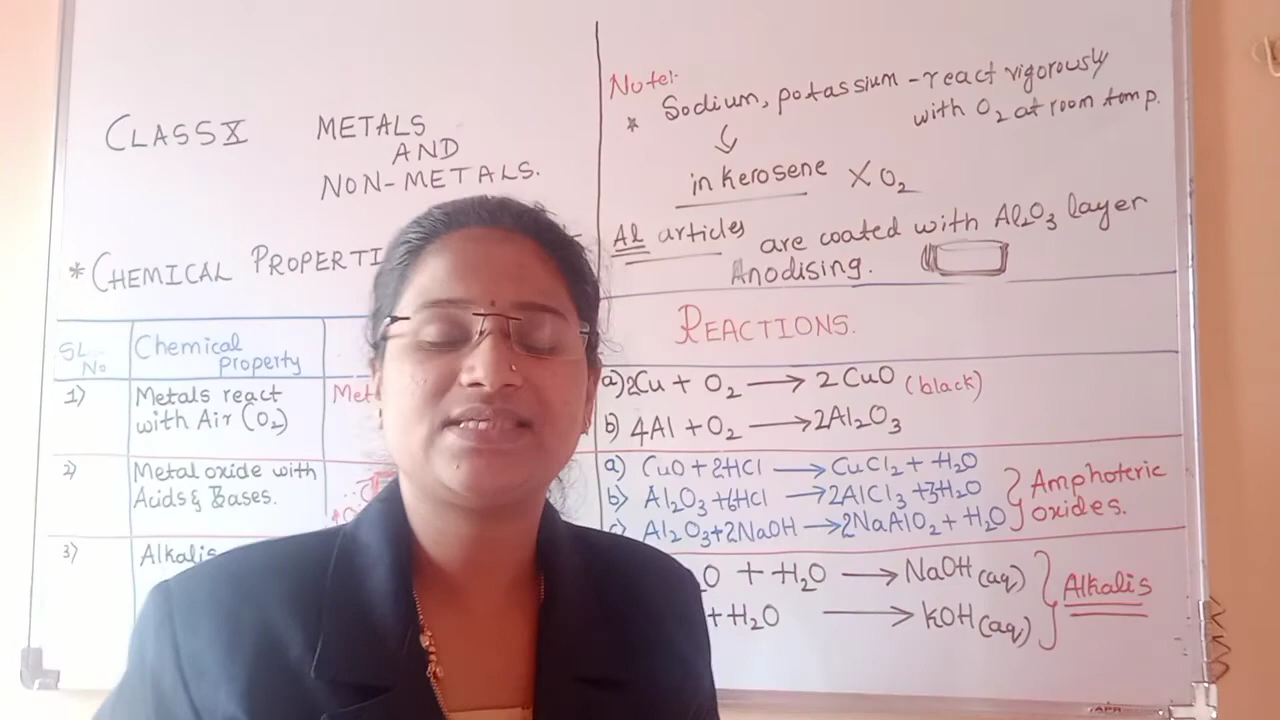 CLASS X METALS
AND
NON-METALS.
* CHEMICAL PROPERTI
SL No Chemical property
1) Metals react with Air (O2) Met
2) Metal oxide with Acids & Bases.
3) Alkalis
Note:-
* Sodium, potassium - react vigorously
with O2 at room temp.
in kerosene X O2
Al articles are coated with Al2O3 layer
Anodising.
REACTIONS.
a) 2Cu + O2 → 2CuO (black)
b) 4Al + O2 → 2Al2O3
a) CuO + 2HCl → CuCl2 + H2O
b) Al2O3 + 6HCl → 2AlCl3 + 3H2O
c) Al2O3 + 2NaOH → 2NaAlO2 + H2O
Amphoteric
oxides.
O + H2O → NaOH (aq)
+ H2O → KOH (aq)
Alkalis